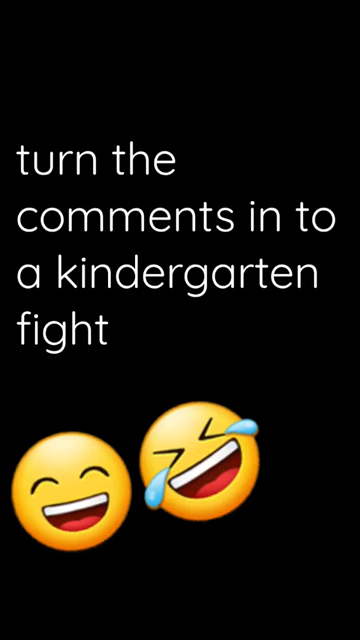 turn the
comments in to
a kindergarten
fight